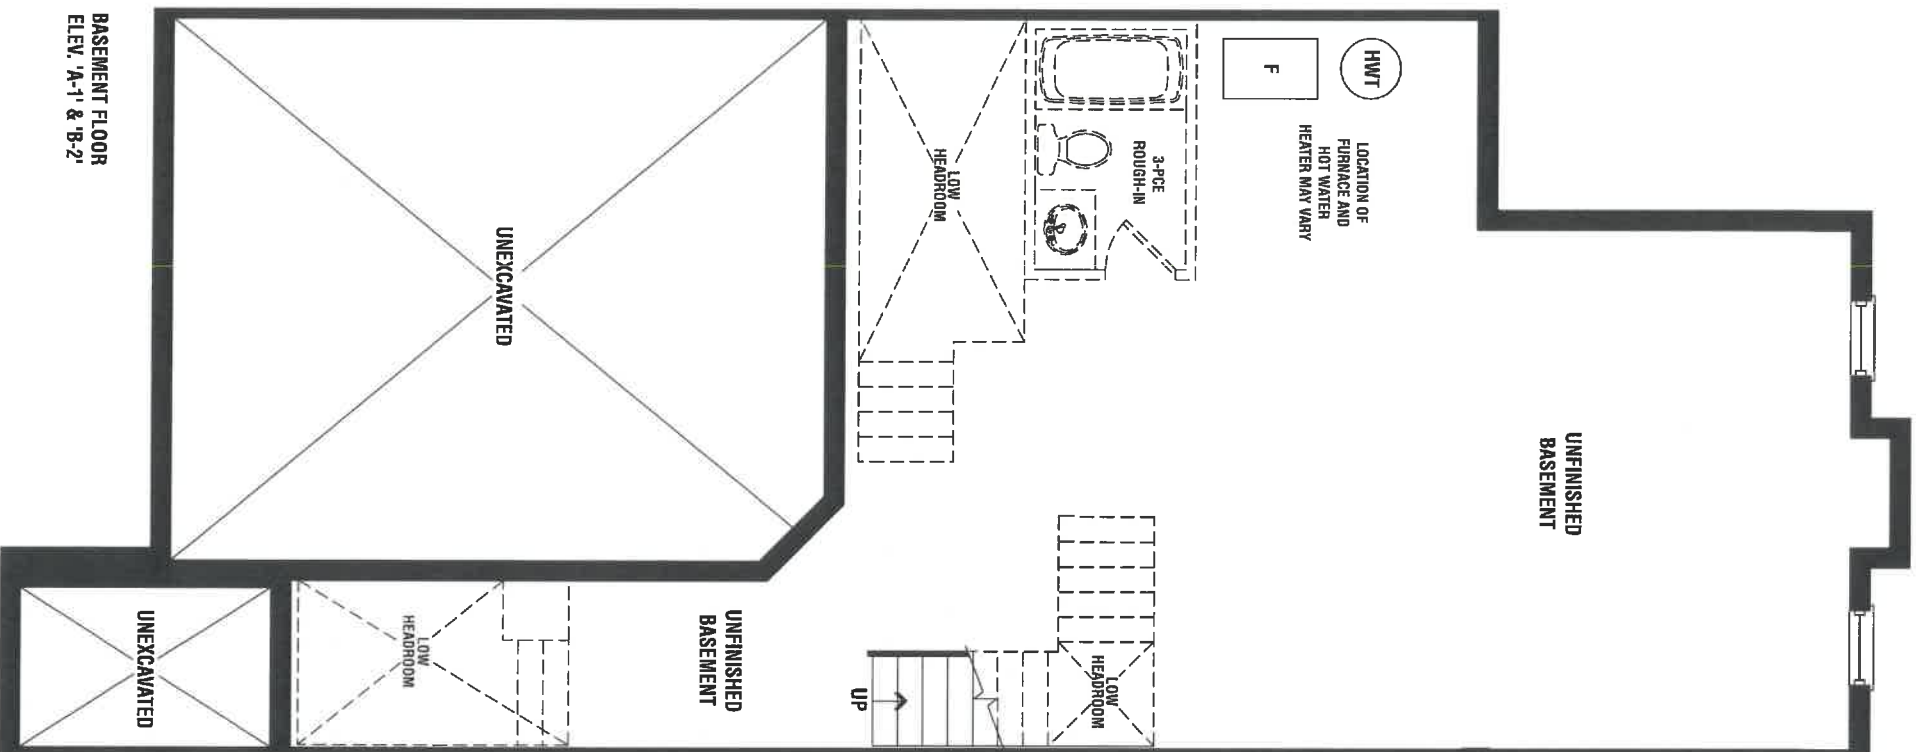 BASEMENT FLOOR
ELEV. 'A-1' & 'B-2'
HWT
F
LOCATION OF
FURNACE AND
HOT WATER
HEATER MAY VARY
3-PCE
ROUGH-IN
LOW
HEADROOM
UNEXCAVATED
UNFINISHED
BASEMENT
LOW
HEADROOM
UP
UNFINISHED
BASEMENT
LOW
HEADROOM
UNEXCAVATED